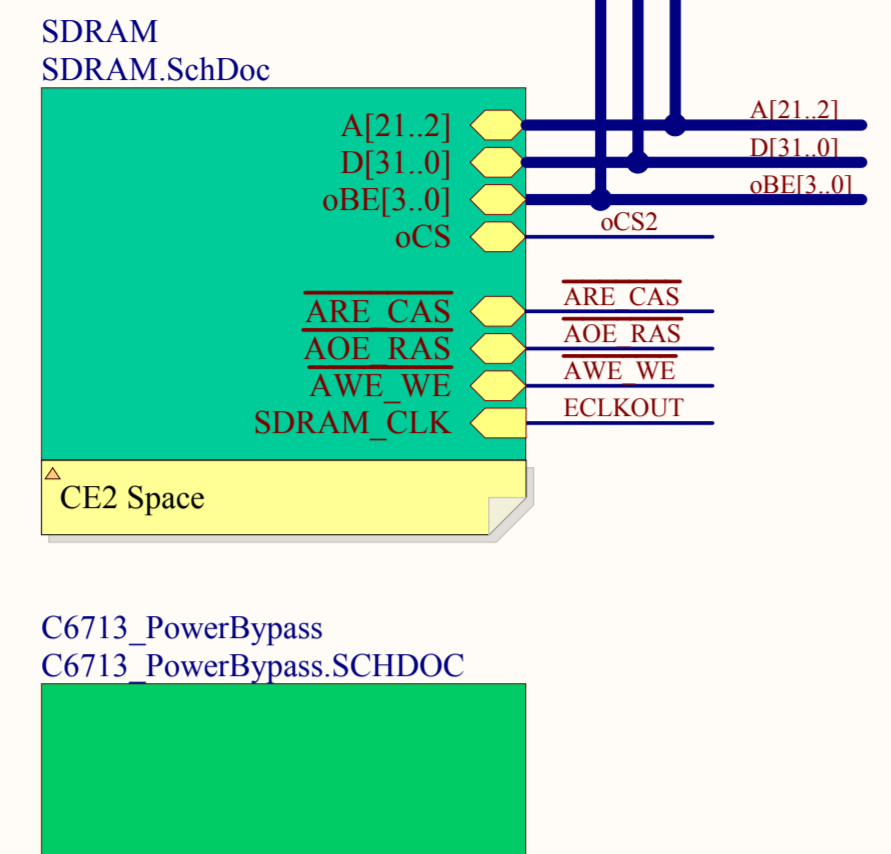 SDRAM
SDRAM.SchDoc
A[21..2] A[21..2]
D[31..0] D[31..0]
oBE[3..0] oBE[3..0]
oCS oCS2
ARE_CAS ARE_CAS
AOE_RAS AOE_RAS
AWE_WE AWE_WE
SDRAM_CLK ECLKOUT
CE2 Space
C6713_PowerBypass
C6713_PowerBypass.SCHDOC